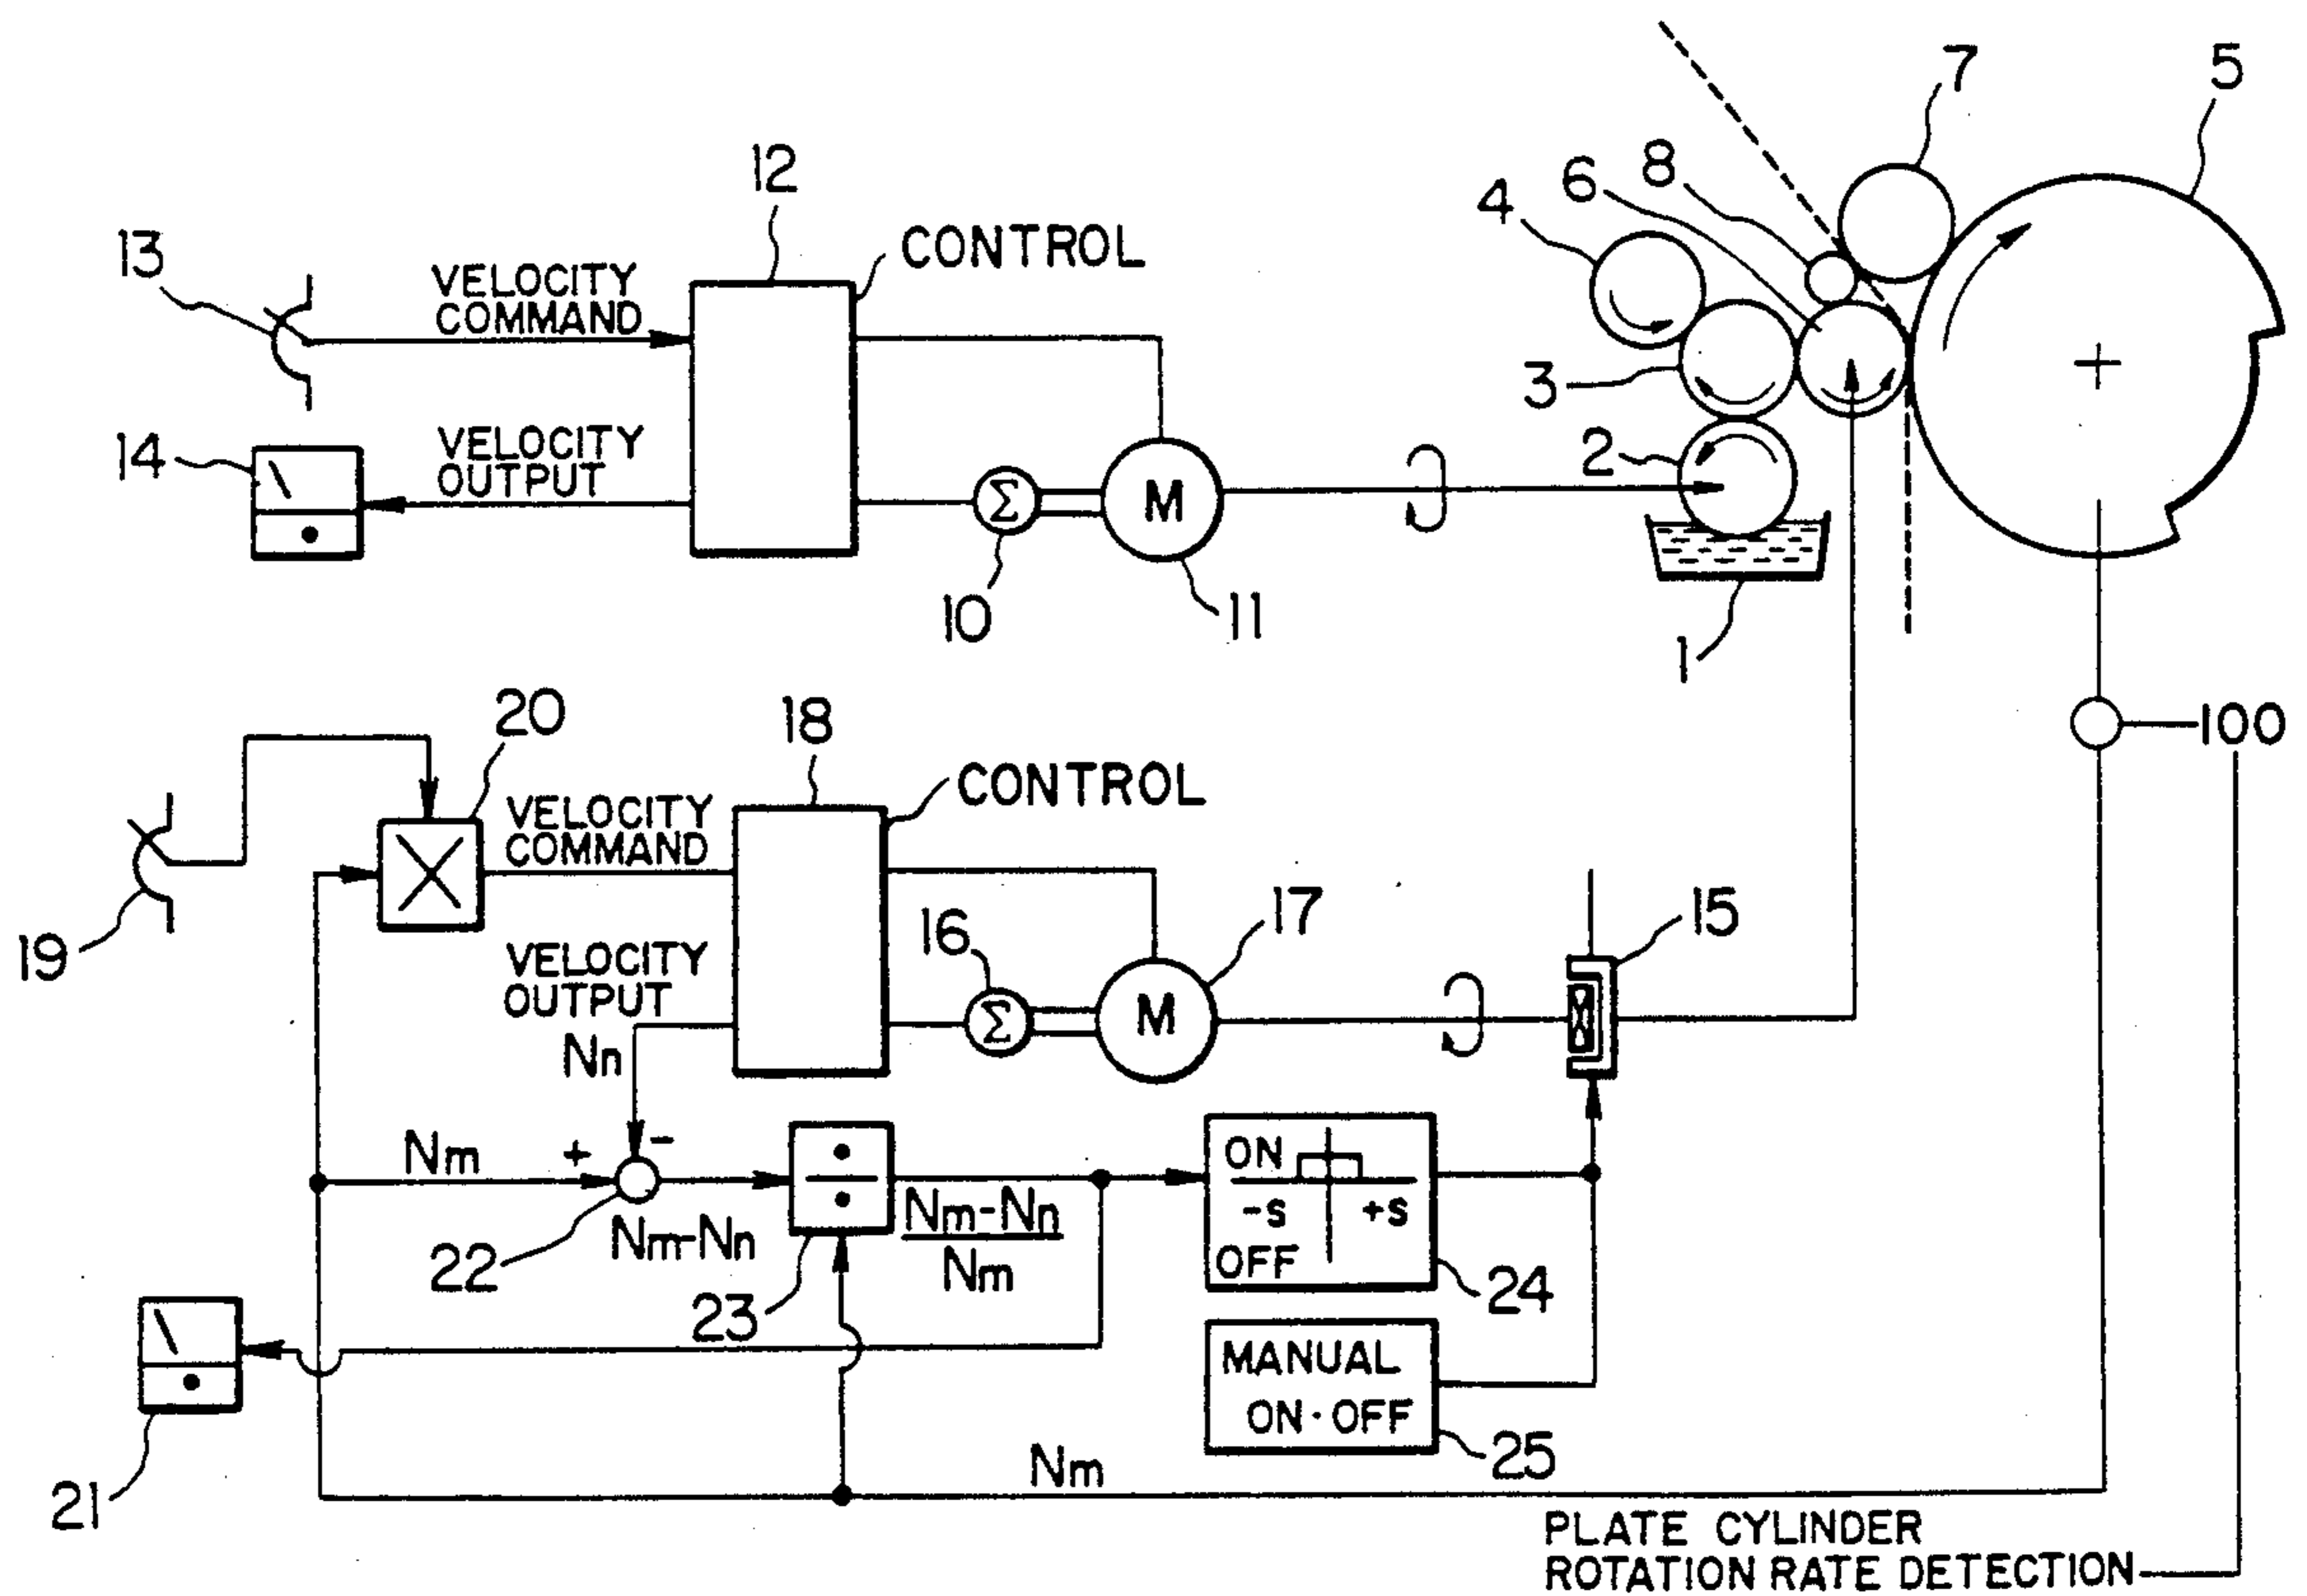 7
5
8
6
4
12
CONTROL
13
VELOCITY
COMMAND
3
14
VELOCITY
OUTPUT
2
Σ
M
10
11
1
20
18
100
CONTROL
VELOCITY
COMMAND
17
15
19
16
VELOCITY
OUTPUT
Σ
M
Nn
Nm
+
-
÷
ON
-S
+S
OFF
22
Nm-Nn
Nm-Nn
Nm
23
24
MANUAL
ON·OFF
25
21
Nm
PLATE CYLINDER
ROTATION RATE DETECTION